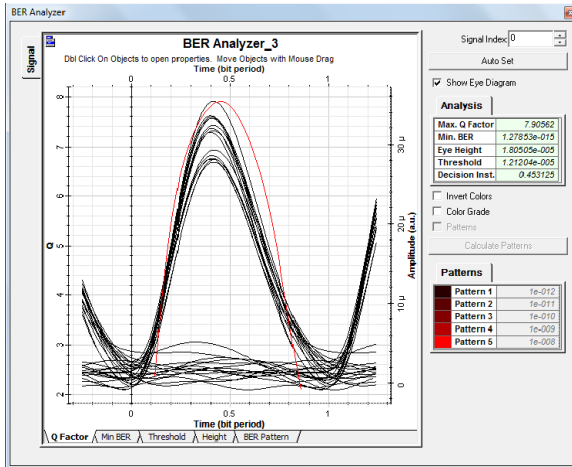 BER Analyzer
Signal
BER Analyzer_3
Dbl Click On Objects to open properties. Move Objects with Mouse Drag
Time (bit period)
0 0.5 1
8
7
6
5
4
3
2
Q
30 µ
20 µ
10 µ
0
Amplitude (a.u.)
0 0.5 1
Time (bit period)
Q Factor Min BER Threshold Height BER Pattern
Signal Index: 0
Auto Set
Show Eye Diagram
Analysis
Max. Q Factor 7.90562
Min. BER 1.27853e-015
Eye Height 1.80505e-005
Threshold 1.21204e-005
Decision Inst. 0.453125
Invert Colors
Color Grade
Patterns
Calculate Patterns
Patterns
Pattern 1 1e-012
Pattern 2 1e-011
Pattern 3 1e-010
Pattern 4 1e-009
Pattern 5 1e-008